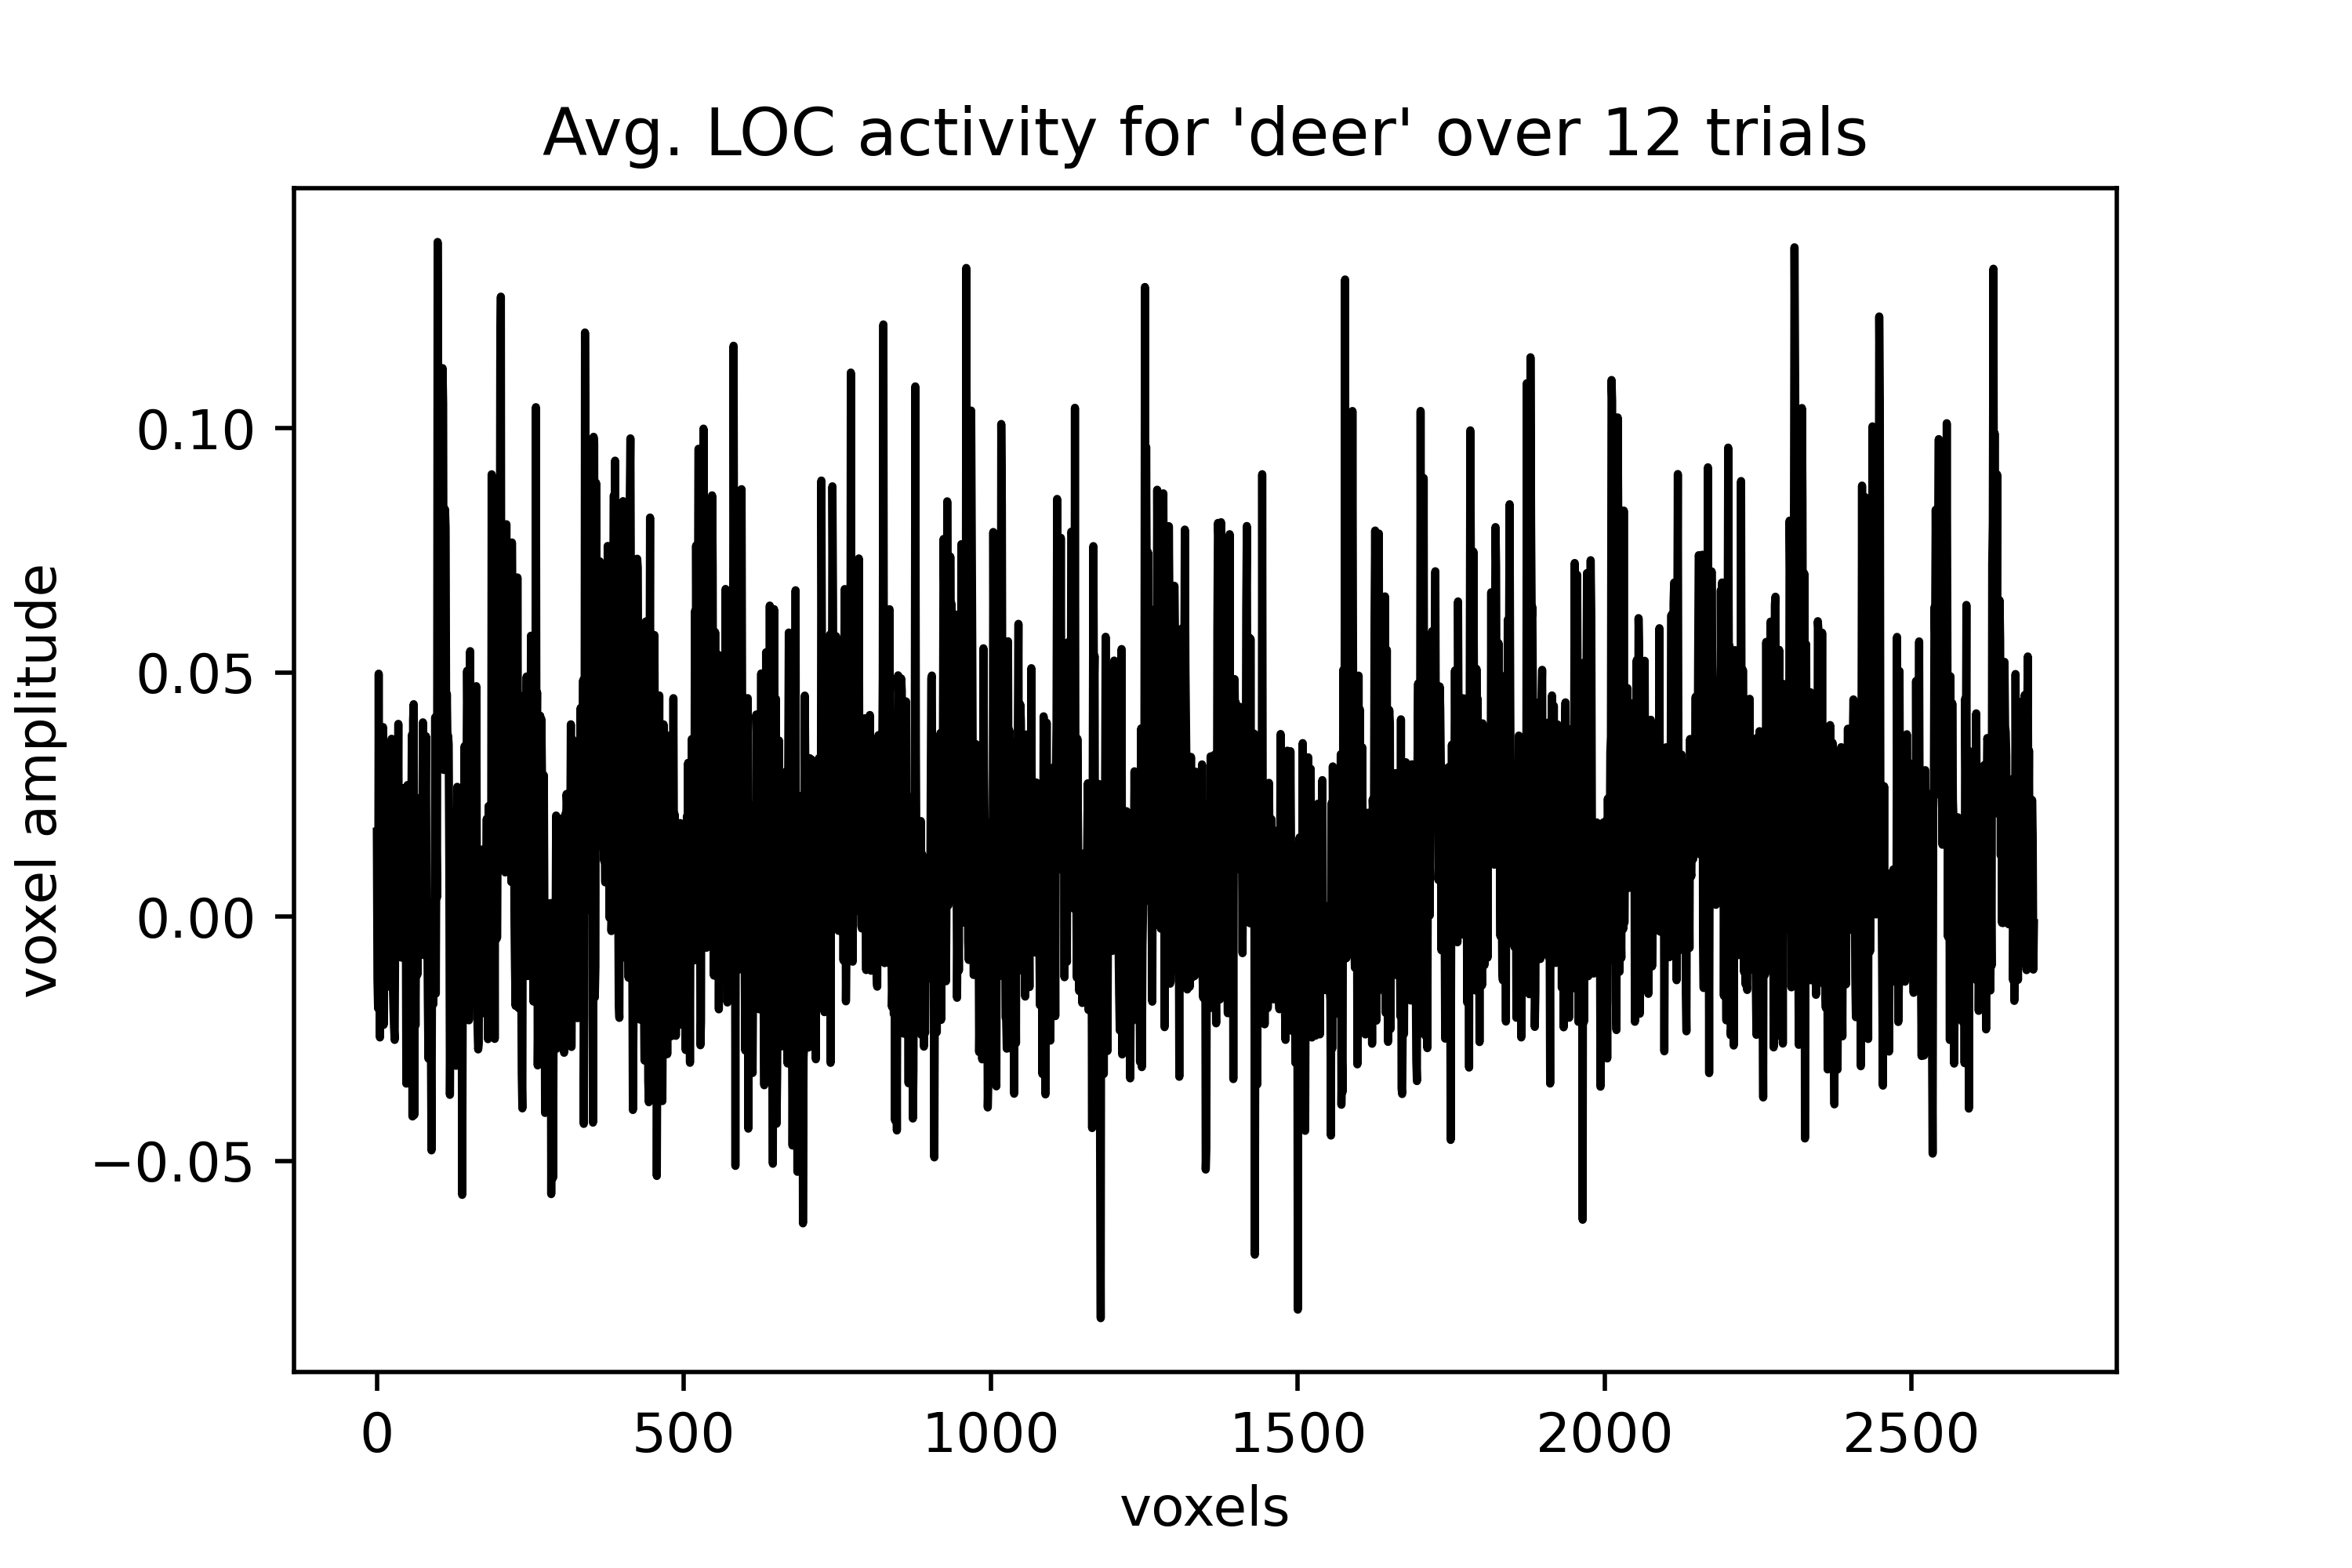 Avg. LOC activity for 'deer' over 12 trials
voxel amplitude
0.10
0.05
0.00
−0.05
0 500 1000 1500 2000 2500
voxels